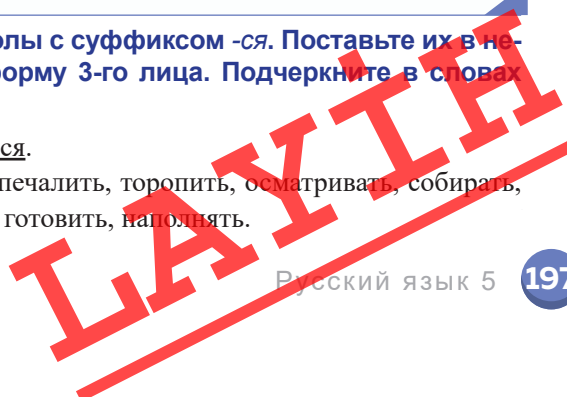 олы с суффиксом -ся. Поставьте их в не-
орму 3-го лица. Подчеркните в словах
ся.
печалить, торопить, осматривать, собирать,
готовить, наполнять.
Русский язык 5 197
LAYİH